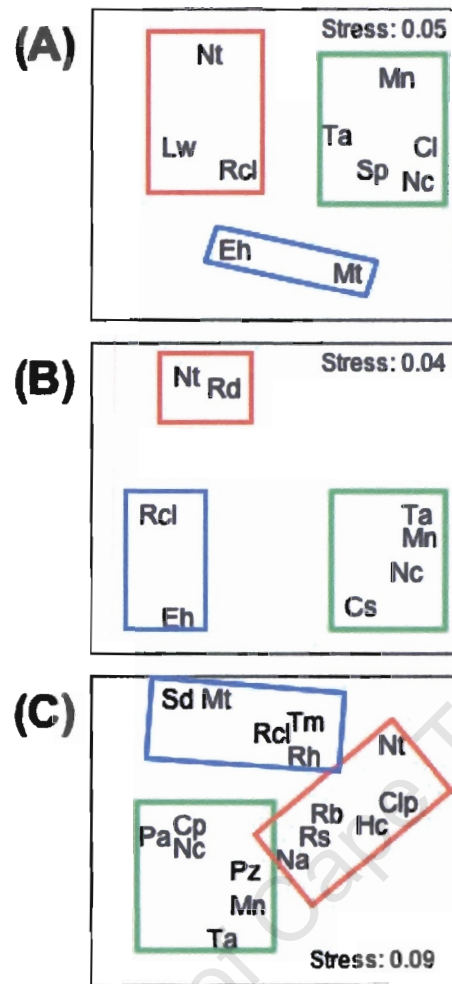 (A)
Stress: 0.05
Nt
Mn
Ta
Lw
Cl
Rcl
Sp
Nc
Eh
Mt
(B)
Stress: 0.04
Nt Rd
Rcl
Ta
Mn
Nc
Cs
Eh
(C)
Sd Mt
Rcl Tm
Rh
Nt
Clp
Rb
Hc
Rs
Na
Pa Cp
Nc
Pz
Mn
Ta
Stress: 0.09